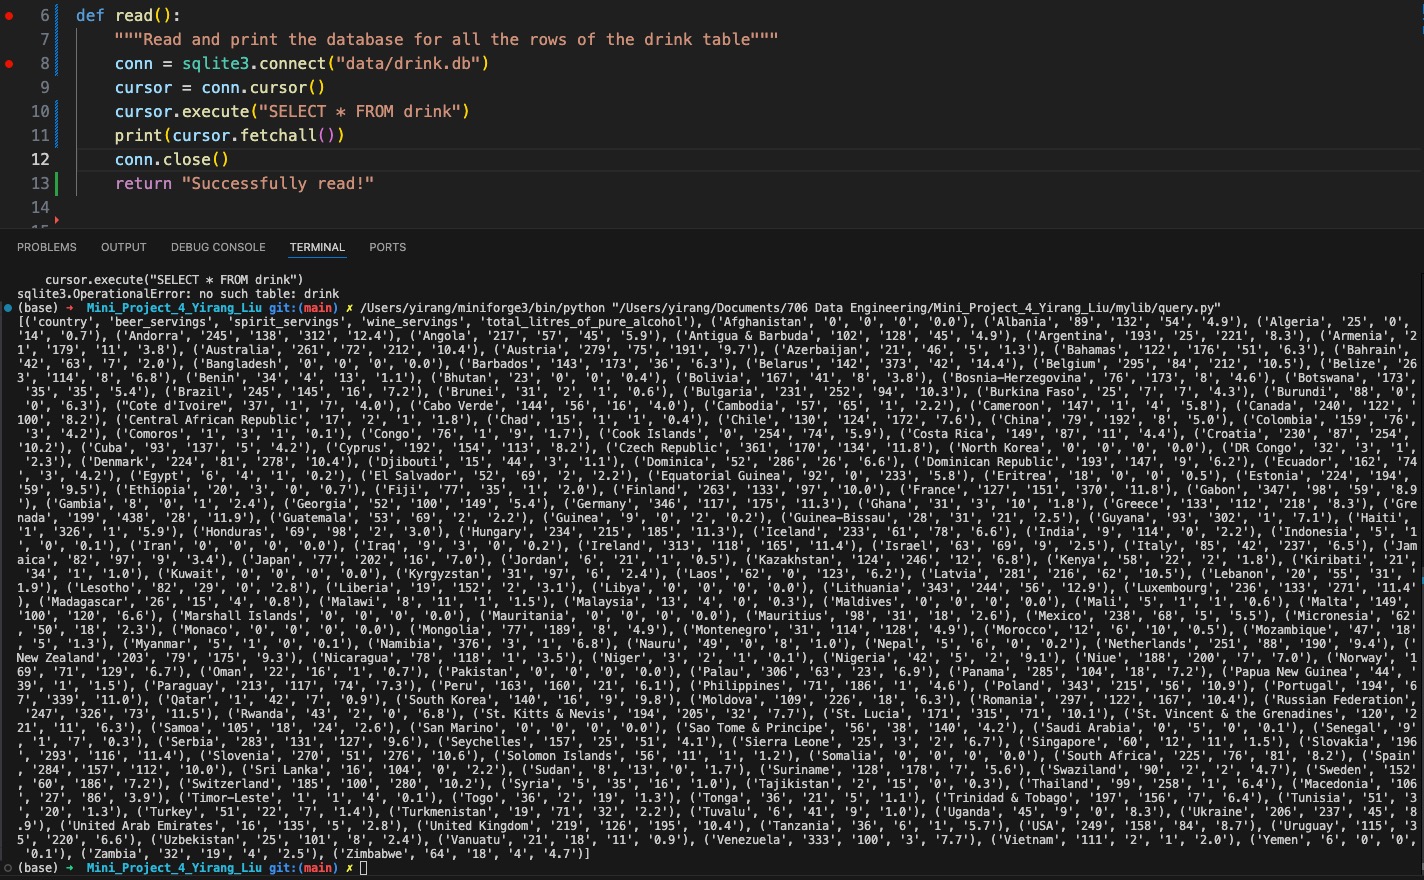 6 def read():
7 """Read and print the database for all the rows of the drink table"""
8 conn = sqlite3.connect("data/drink.db")
9 cursor = conn.cursor()
10 cursor.execute("SELECT * FROM drink")
11 print(cursor.fetchall())
12 conn.close()
13 return "Successfully read!"
14
PROBLEMS OUTPUT DEBUG CONSOLE TERMINAL PORTS
cursor.execute("SELECT * FROM drink")
sqlite3.OperationalError: no such table: drink
(base) → Mini_Project_4_Yirang_Liu git:(main) ✗ /Users/yirang/miniforge3/bin/python "/Users/yirang/Documents/706 Data Engineering/Mini_Project_4_Yirang_Liu/mylib/query.py"
[('country', 'beer_servings', 'spirit_servings', 'wine_servings', 'total_litres_of_pure_alcohol'), ('Afghanistan', '0', '0', '0', '0.0'), ('Albania', '89', '132', '54', '4.9'), ('Algeria', '25', '0',
'14', '0.7'), ('Andorra', '245', '138', '312', '12.4'), ('Angola', '217', '57', '45', '5.9'), ('Antigua & Barbuda', '102', '128', '45', '4.9'), ('Argentina', '193', '25', '221', '8.3'), ('Armenia', '2
1', '179', '11', '3.8'), ('Australia', '261', '72', '212', '10.4'), ('Austria', '279', '75', '191', '9.7'), ('Azerbaijan', '21', '46', '5', '1.3'), ('Bahamas', '122', '176', '51', '6.3'), ('Bahrain',
'42', '63', '7', '2.0'), ('Bangladesh', '0', '0', '0', '0.0'), ('Barbados', '143', '173', '36', '6.3'), ('Belarus', '142', '373', '42', '14.4'), ('Belgium', '295', '84', '212', '10.5'), ('Belize', '26
3', '114', '8', '6.8'), ('Benin', '34', '4', '13', '1.1'), ('Bhutan', '23', '0', '0', '0.4'), ('Bolivia', '167', '41', '8', '3.8'), ('Bosnia-Herzegovina', '76', '173', '8', '4.6'), ('Botswana', '173',
'35', '35', '5.4'), ('Brazil', '245', '145', '16', '7.2'), ('Brunei', '31', '2', '1', '0.6'), ('Bulgaria', '231', '252', '94', '10.3'), ('Burkina Faso', '25', '7', '7', '4.3'), ('Burundi', '88', '0',
'0', '6.3'), ("Cote d'Ivoire", '37', '1', '7', '4.0'), ('Cabo Verde', '144', '56', '16', '4.0'), ('Cambodia', '57', '65', '1', '2.2'), ('Cameroon', '147', '1', '4', '5.8'), ('Canada', '240', '122', '
100', '8.2'), ('Central African Republic', '17', '2', '1', '1.8'), ('Chad', '15', '1', '1', '0.4'), ('Chile', '130', '124', '172', '7.6'), ('China', '79', '192', '8', '5.0'), ('Colombia', '159', '76',
'3', '4.2'), ('Comoros', '1', '3', '1', '0.1'), ('Congo', '76', '1', '9', '1.7'), ('Cook Islands', '0', '254', '74', '5.9'), ('Costa Rica', '149', '87', '11', '4.4'), ('Croatia', '230', '87', '254', '
10.2'), ('Cuba', '93', '137', '5', '4.2'), ('Cyprus', '192', '154', '113', '8.2'), ('Czech Republic', '361', '170', '134', '11.8'), ('North Korea', '0', '0', '0', '0.0'), ('DR Congo', '32', '3', '1',
'2.3'), ('Denmark', '224', '81', '278', '10.4'), ('Djibouti', '15', '44', '3', '1.1'), ('Dominica', '52', '286', '26', '6.6'), ('Dominican Republic', '193', '147', '9', '6.2'), ('Ecuador', '162', '74
', '3', '4.2'), ('Egypt', '6', '4', '1', '0.2'), ('El Salvador', '52', '69', '2', '2.2'), ('Equatorial Guinea', '92', '0', '233', '5.8'), ('Eritrea', '18', '0', '0', '0.5'), ('Estonia', '224', '194',
'59', '9.5'), ('Ethiopia', '20', '3', '0', '0.7'), ('Fiji', '77', '35', '1', '2.0'), ('Finland', '263', '133', '97', '10.0'), ('France', '127', '151', '370', '11.8'), ('Gabon', '347', '98', '59', '8.9
'), ('Gambia', '8', '0', '1', '2.4'), ('Georgia', '52', '100', '149', '5.4'), ('Germany', '346', '117', '175', '11.3'), ('Ghana', '31', '3', '10', '1.8'), ('Greece', '133', '112', '218', '8.3'), ('Gre
nada', '199', '438', '28', '11.9'), ('Guatemala', '53', '69', '2', '2.2'), ('Guinea', '9', '0', '2', '0.2'), ('Guinea-Bissau', '28', '31', '21', '2.5'), ('Guyana', '93', '302', '1', '7.1'), ('Haiti',
'1', '326', '1', '5.9'), ('Honduras', '69', '98', '2', '3.0'), ('Hungary', '234', '215', '185', '11.3'), ('Iceland', '233', '61', '78', '6.6'), ('India', '9', '114', '0', '2.2'), ('Indonesia', '5', '1
', '0', '0.1'), ('Iran', '0', '0', '0', '0.0'), ('Iraq', '9', '3', '0', '0.2'), ('Ireland', '313', '118', '165', '11.4'), ('Israel', '63', '69', '9', '2.5'), ('Italy', '85', '42', '237', '6.5'), ('Jam
aica', '82', '97', '9', '3.4'), ('Japan', '77', '202', '16', '7.0'), ('Jordan', '6', '21', '1', '0.5'), ('Kazakhstan', '124', '246', '12', '6.8'), ('Kenya', '58', '22', '2', '1.8'), ('Kiribati', '21',
'34', '1', '1.0'), ('Kuwait', '0', '0', '0', '0.0'), ('Kyrgyzstan', '31', '97', '6', '2.4'), ('Laos', '62', '0', '123', '6.2'), ('Latvia', '281', '216', '62', '10.5'), ('Lebanon', '20', '55', '31', '
1.9'), ('Lesotho', '82', '29', '0', '2.8'), ('Liberia', '19', '152', '2', '3.1'), ('Libya', '0', '0', '0', '0.0'), ('Lithuania', '343', '244', '56', '12.9'), ('Luxembourg', '236', '133', '271', '11.4'
), ('Madagascar', '26', '15', '4', '0.8'), ('Malawi', '8', '11', '1', '1.5'), ('Malaysia', '13', '4', '0', '0.3'), ('Maldives', '0', '0', '0', '0.0'), ('Mali', '5', '1', '1', '0.6'), ('Malta', '149',
'100', '120', '6.6'), ('Marshall Islands', '0', '0', '0', '0.0'), ('Mauritania', '0', '0', '0', '0.0'), ('Mauritius', '98', '31', '18', '2.6'), ('Mexico', '238', '68', '5', '5.5'), ('Micronesia', '62'
, '50', '18', '2.3'), ('Monaco', '0', '0', '0', '0.0'), ('Mongolia', '77', '189', '8', '4.9'), ('Montenegro', '31', '114', '128', '4.9'), ('Morocco', '12', '6', '10', '0.5'), ('Mozambique', '47', '18'
, '5', '1.3'), ('Myanmar', '5', '1', '0', '0.1'), ('Namibia', '376', '3', '1', '6.8'), ('Nauru', '49', '0', '8', '1.0'), ('Nepal', '5', '6', '0', '0.2'), ('Netherlands', '251', '88', '190', '9.4'), ('
New Zealand', '203', '79', '175', '9.3'), ('Nicaragua', '78', '118', '1', '3.5'), ('Niger', '3', '2', '1', '0.1'), ('Nigeria', '42', '5', '2', '9.1'), ('Niue', '188', '200', '7', '7.0'), ('Norway', '1
69', '71', '129', '6.7'), ('Oman', '22', '16', '1', '0.7'), ('Pakistan', '0', '0', '0', '0.0'), ('Palau', '306', '63', '23', '6.9'), ('Panama', '285', '104', '18', '7.2'), ('Papua New Guinea', '44', '
39', '1', '1.5'), ('Paraguay', '213', '117', '74', '7.3'), ('Peru', '163', '160', '21', '6.1'), ('Philippines', '71', '186', '1', '4.6'), ('Poland', '343', '215', '56', '10.9'), ('Portugal', '194', '6
7', '339', '11.0'), ('Qatar', '1', '42', '7', '0.9'), ('South Korea', '140', '16', '9', '9.8'), ('Moldova', '109', '226', '18', '6.3'), ('Romania', '297', '122', '167', '10.4'), ('Russian Federation',
'247', '326', '73', '11.5'), ('Rwanda', '43', '2', '0', '6.8'), ('St. Kitts & Nevis', '194', '205', '32', '7.7'), ('St. Lucia', '171', '315', '71', '10.1'), ('St. Vincent & the Grenadines', '120', '2
21', '11', '6.3'), ('Samoa', '105', '18', '24', '2.6'), ('San Marino', '0', '0', '0', '0.0'), ('Sao Tome & Principe', '56', '38', '140', '4.2'), ('Saudi Arabia', '0', '5', '0', '0.1'), ('Senegal', '9'
, '1', '7', '0.3'), ('Serbia', '283', '131', '127', '9.6'), ('Seychelles', '157', '25', '51', '4.1'), ('Sierra Leone', '25', '3', '2', '6.7'), ('Singapore', '60', '12', '11', '1.5'), ('Slovakia', '196
', '293', '116', '11.4'), ('Slovenia', '270', '51', '276', '10.6'), ('Solomon Islands', '56', '11', '1', '1.2'), ('Somalia', '0', '0', '0', '0.0'), ('South Africa', '225', '76', '81', '8.2'), ('Spain'
, '284', '157', '112', '10.0'), ('Sri Lanka', '16', '104', '0', '2.2'), ('Sudan', '8', '13', '0', '1.7'), ('Suriname', '128', '178', '7', '5.6'), ('Swaziland', '90', '2', '2', '4.7'), ('Sweden', '152'
, '60', '186', '7.2'), ('Switzerland', '185', '100', '280', '10.2'), ('Syria', '5', '35', '16', '1.0'), ('Tajikistan', '2', '15', '0', '0.3'), ('Thailand', '99', '258', '1', '6.4'), ('Macedonia', '106
', '27', '86', '3.9'), ('Timor-Leste', '1', '1', '4', '0.1'), ('Togo', '36', '2', '19', '1.3'), ('Tonga', '36', '21', '5', '1.1'), ('Trinidad & Tobago', '197', '156', '7', '6.4'), ('Tunisia', '51', '3
', '20', '1.3'), ('Turkey', '51', '22', '7', '1.4'), ('Turkmenistan', '19', '71', '32', '2.2'), ('Tuvalu', '6', '41', '9', '1.0'), ('Uganda', '45', '9', '0', '8.3'), ('Ukraine', '206', '237', '45', '8
.9'), ('United Arab Emirates', '16', '135', '5', '2.8'), ('United Kingdom', '219', '126', '195', '10.4'), ('Tanzania', '36', '6', '1', '5.7'), ('USA', '249', '158', '84', '8.7'), ('Uruguay', '115', '3
5', '220', '6.6'), ('Uzbekistan', '25', '101', '8', '2.4'), ('Vanuatu', '21', '18', '11', '0.9'), ('Venezuela', '333', '100', '3', '7.7'), ('Vietnam', '111', '2', '1', '2.0'), ('Yemen', '6', '0', '0',
'0.1'), ('Zambia', '32', '19', '4', '2.5'), ('Zimbabwe', '64', '18', '4', '4.7')]
(base) → Mini_Project_4_Yirang_Liu git:(main) ✗